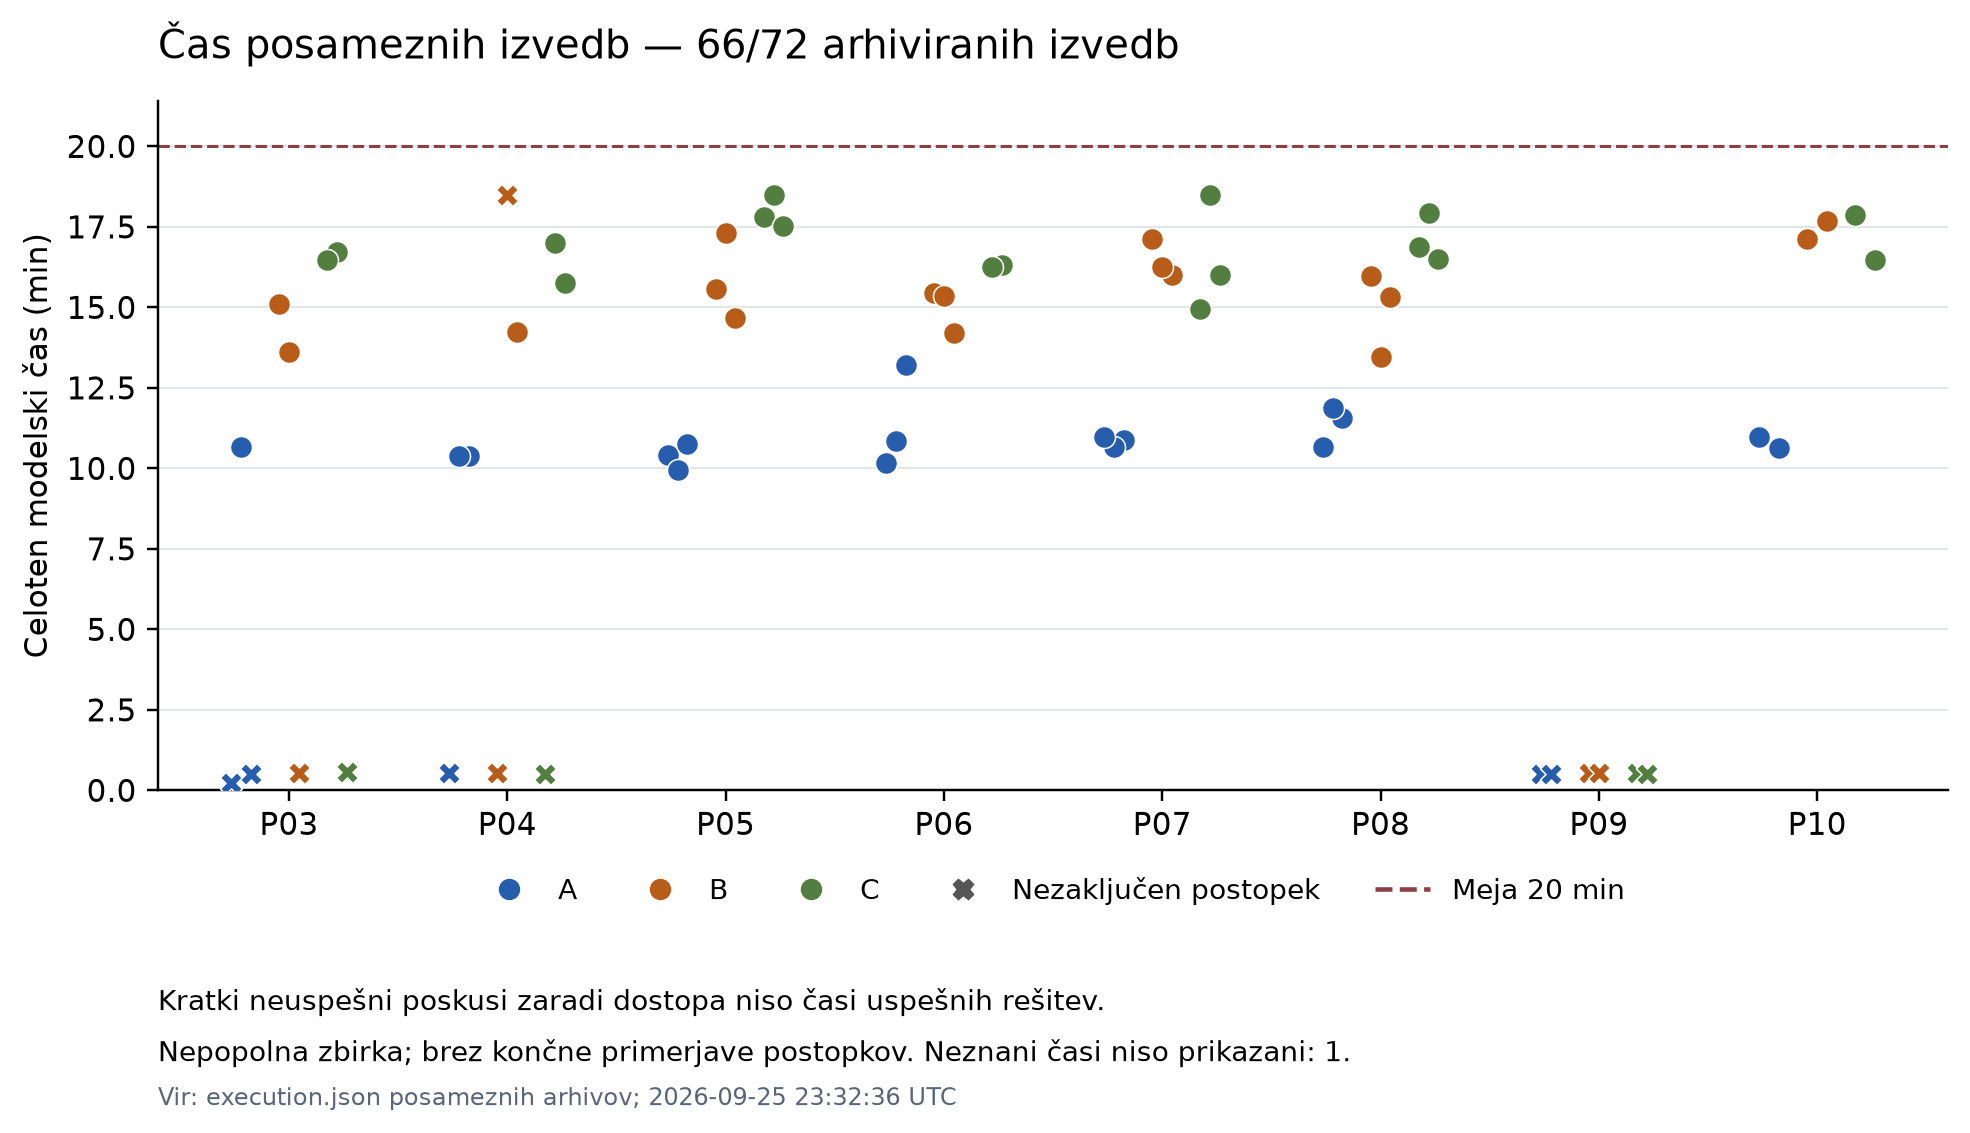 Čas posameznih izvedb — 66/72 arhiviranih izvedb
Celoten modelski čas (min)
20.0
17.5
15.0
12.5
10.0
7.5
5.0
2.5
0.0
P03 P04 P05 P06 P07 P08 P09 P10
A B C Nezaključen postopek Meja 20 min
Kratki neuspešni poskusi zaradi dostopa niso časi uspešnih rešitev.
Nepopolna zbirka; brez končne primerjave postopkov. Neznani časi niso prikazani: 1.
Vir: execution.json posameznih arhivov; 2026-09-25 23:32:36 UTC